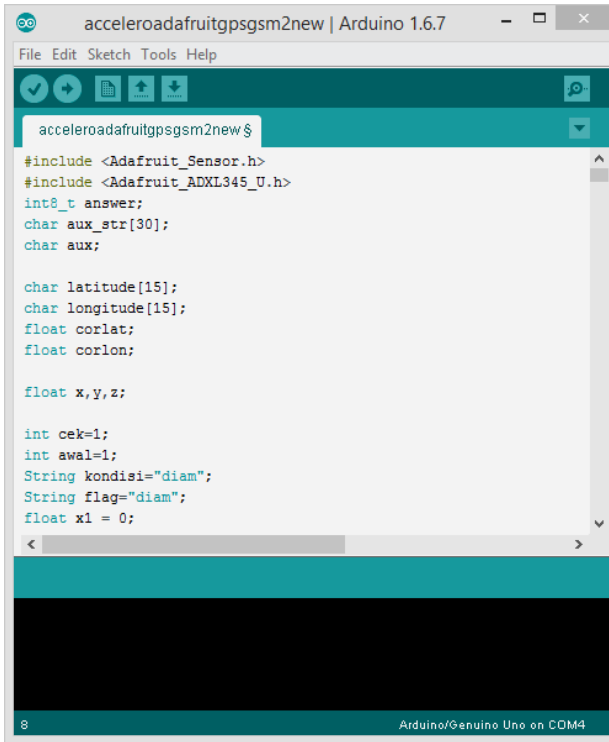 acceleroadafruitgpsgsm2new | Arduino 1.6.7
File Edit Sketch Tools Help
acceleroadafruitgpsgsm2new §
#include <Adafruit_Sensor.h>
#include <Adafruit_ADXL345_U.h>
int8_t answer;
char aux_str[30];
char aux;
char latitude[15];
char longitude[15];
float corlat;
float corlon;
float x,y,z;
int cek=1;
int awal=1;
String kondisi="diam";
String flag="diam";
float x1 = 0;
8
Arduino/Genuino Uno on COM4